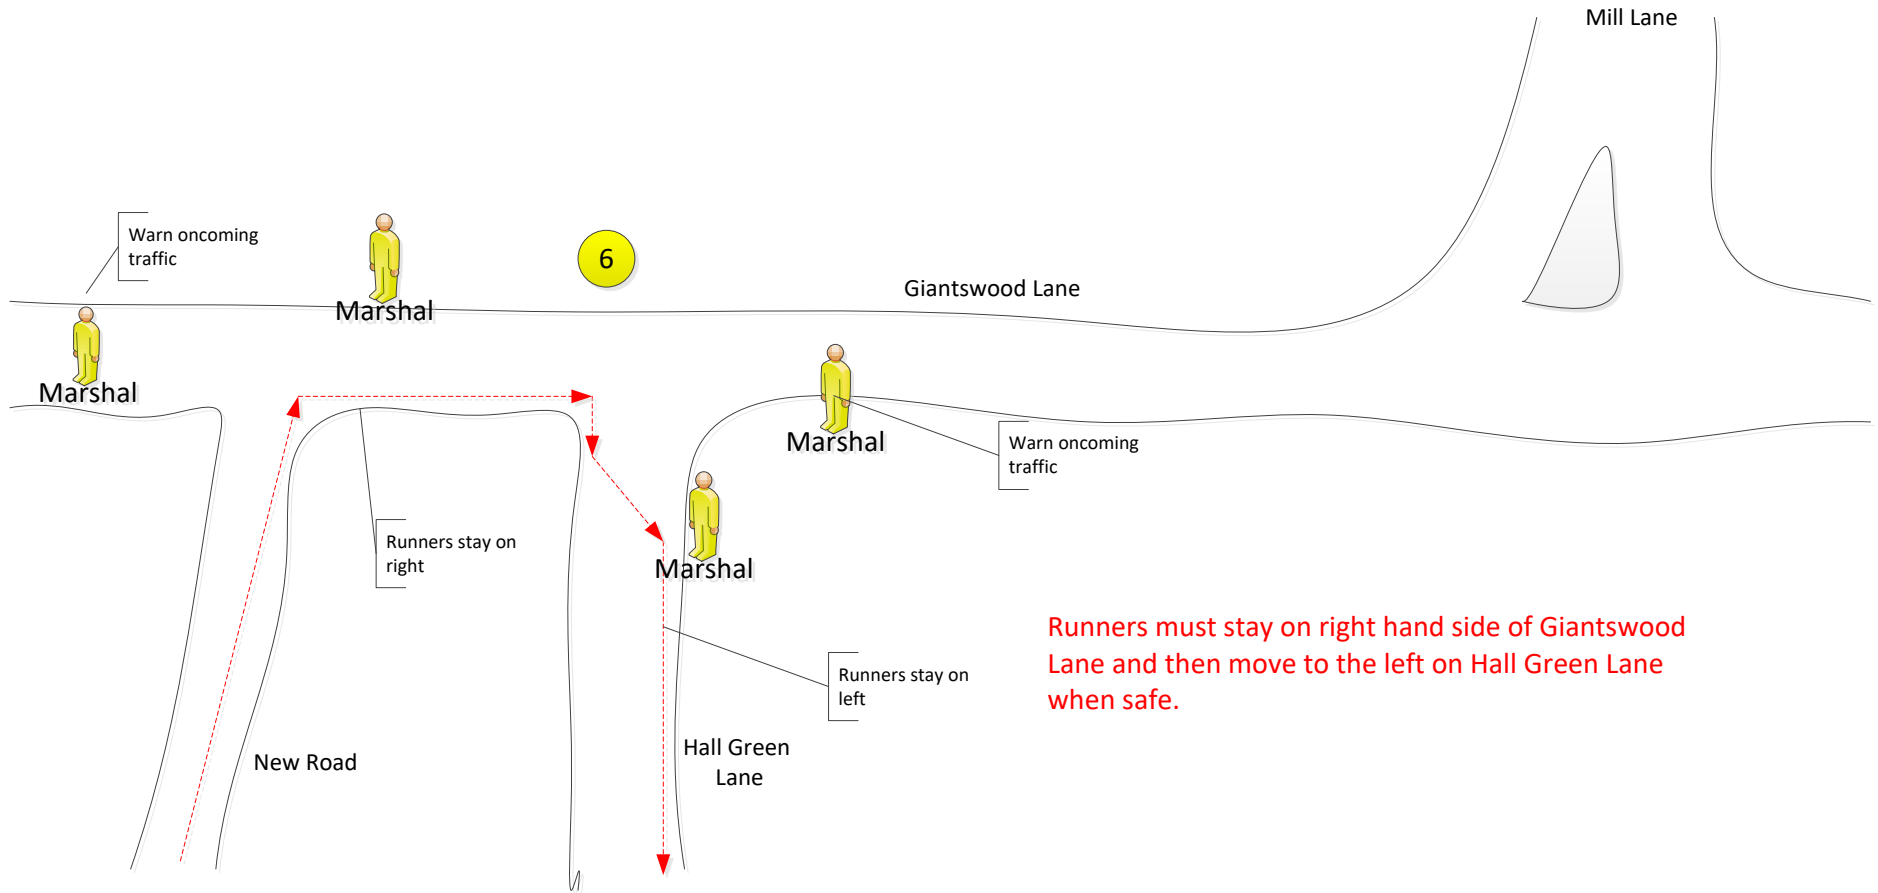 Mill Lane
Warn oncoming
traffic
6
Marshal
Giantswood Lane
Marshal
Marshal
Warn oncoming
traffic
Runners stay on
right
Marshal
Runners must stay on right hand side of Giantswood
Lane and then move to the left on Hall Green Lane
when safe.
Runners stay on
left
New Road
Hall Green
Lane